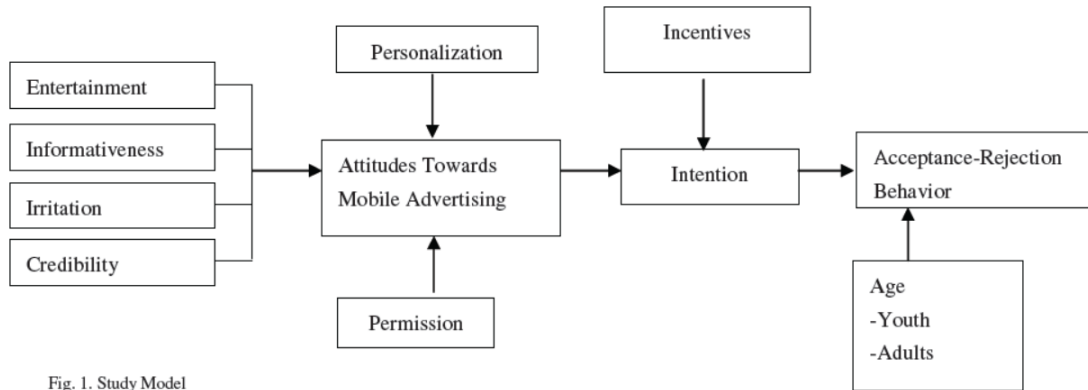 Personalization
Incentives
Entertainment
Informativeness
Irritation
Credibility
Attitudes Towards
Mobile Advertising
Intention
Acceptance-Rejection
Behavior
Permission
Age
-Youth
-Adults
Fig. 1. Study Model